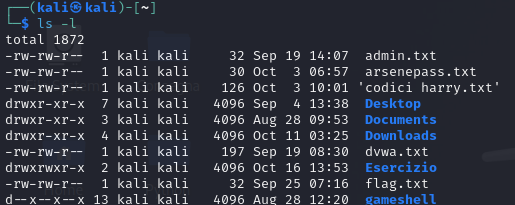 ┌──(kali㉿kali)-[~]
└─$ ls -l
total 1872
-rw-rw-r-- 1 kali kali 32 Sep 19 14:07 admin.txt
-rw-rw-r-- 1 kali kali 30 Oct 3 06:57 arsenepass.txt
-rw-rw-r-- 1 kali kali 126 Oct 3 10:01 'codici harry.txt'
drwxr-xr-x 7 kali kali 4096 Sep 4 13:38 Desktop
drwxr-xr-x 3 kali kali 4096 Aug 28 09:53 Documents
drwxr-xr-x 4 kali kali 4096 Oct 11 03:25 Downloads
-rw-rw-r-- 1 kali kali 197 Sep 19 08:30 dvwa.txt
drwxrwxr-x 2 kali kali 4096 Oct 16 13:53 Esercizio
-rw-rw-r-- 1 kali kali 32 Sep 25 07:16 flag.txt
d--x--x--x 13 kali kali 4096 Aug 28 12:20 gameshell